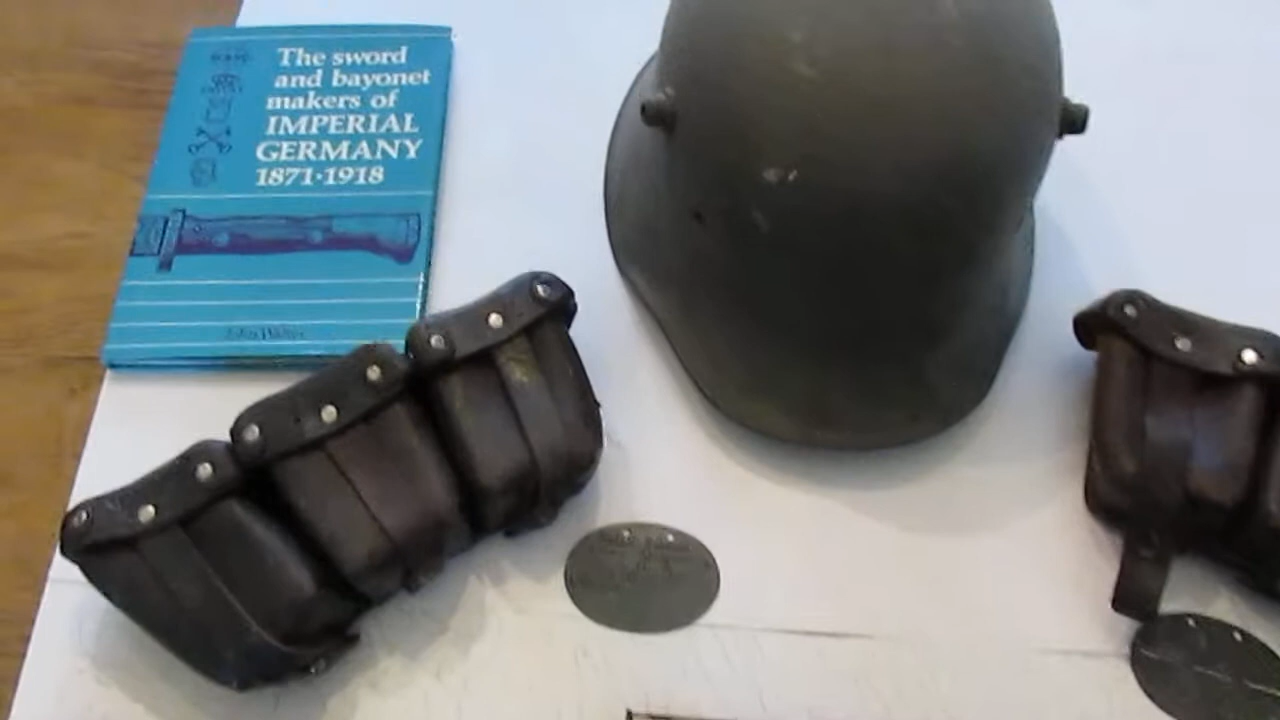 The sword
and bayonet
makers of
IMPERIAL
GERMANY
1871·1918